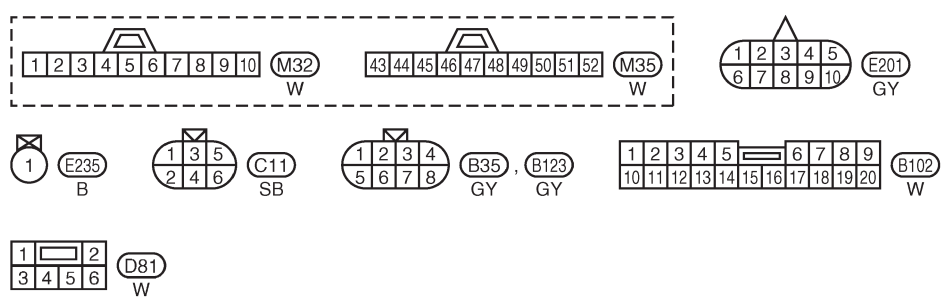 1 2 3 4 5 6 7 8 9 10 M32
W
43 44 45 46 47 48 49 50 51 52 M35
W
1 2 3 4 5
6 7 8 9 10
E201
GY
1 E235
B
1 3 5
2 4 6
C11
SB
1 2 3 4
5 6 7 8
B35 , B123
GY GY
1 2 3 4 5 6 7 8 9
10 11 12 13 14 15 16 17 18 19 20
B102
W
1 2
3 4 5 6
D81
W